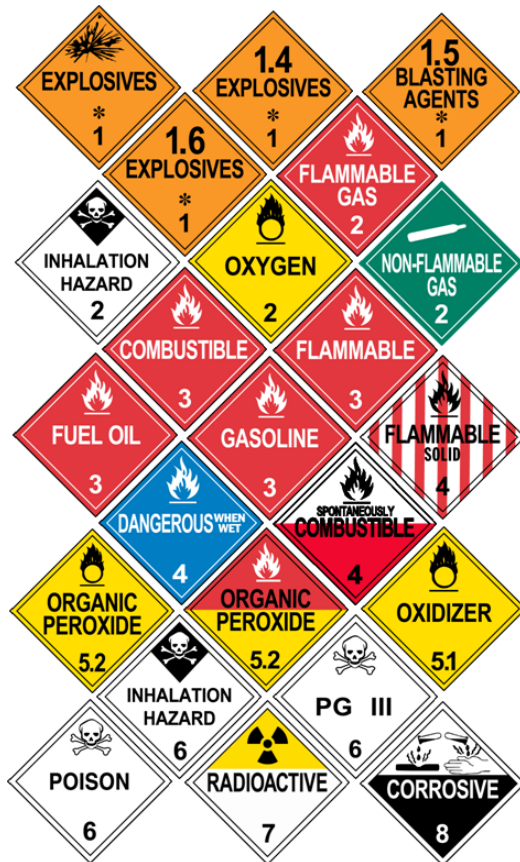 EXPLOSIVES
*
1
1.4
EXPLOSIVES
*
1
1.5
BLASTING
AGENTS
*
1
1.6
EXPLOSIVES
*
1
FLAMMABLE
GAS
2
INHALATION
HAZARD
2
OXYGEN
2
NON-FLAMMABLE
GAS
2
COMBUSTIBLE
3
FLAMMABLE
3
FUEL OIL
3
GASOLINE
3
FLAMMABLE
SOLID
4
DANGEROUS WHEN
WET
4
SPONTANEOUSLY
COMBUSTIBLE
4
ORGANIC
PEROXIDE
5.2
ORGANIC
PEROXIDE
5.2
OXIDIZER
5.1
INHALATION
HAZARD
6
PG III
6
POISON
6
RADIOACTIVE
7
CORROSIVE
8